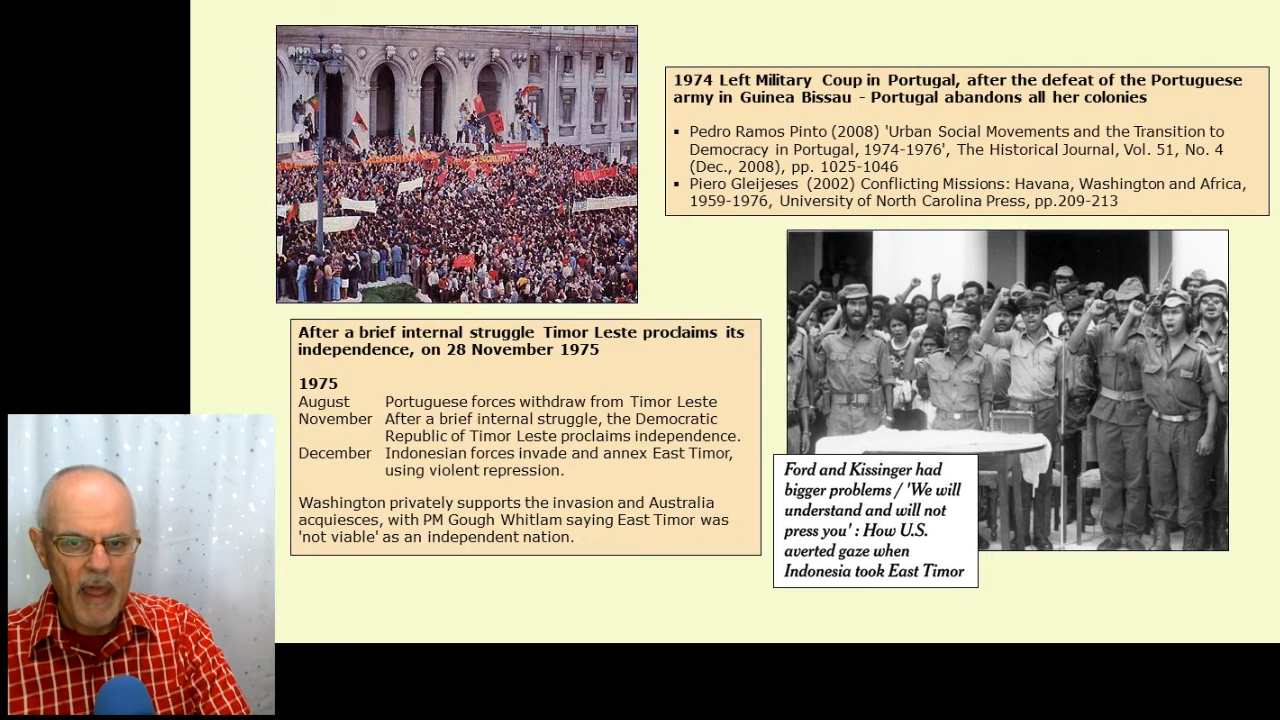 1974 Left Military Coup in Portugal, after the defeat of the Portuguese
army in Guinea Bissau - Portugal abandons all her colonies
▪ Pedro Ramos Pinto (2008) 'Urban Social Movements and the Transition to
Democracy in Portugal, 1974-1976', The Historical Journal, Vol. 51, No. 4
(Dec., 2008), pp. 1025-1046
▪ Piero Gleijeses (2002) Conflicting Missions: Havana, Washington and Africa,
1959-1976, University of North Carolina Press, pp.209-213
After a brief internal struggle Timor Leste proclaims its
independence, on 28 November 1975
1975
August Portuguese forces withdraw from Timor Leste
November After a brief internal struggle, the Democratic
Republic of Timor Leste proclaims independence.
December Indonesian forces invade and annex East Timor,
using violent repression.
Washington privately supports the invasion and Australia
acquiesces, with PM Gough Whitlam saying East Timor was
'not viable' as an independent nation.
Ford and Kissinger had
bigger problems / 'We will
understand and will not
press you' : How U.S.
averted gaze when
Indonesia took East Timor